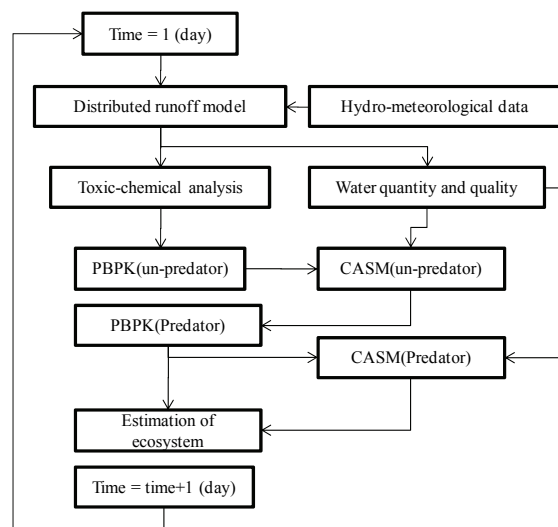 Time = 1 (day)
Distributed runoff model
Hydro-meteorological data
Toxic-chemical analysis
Water quantity and quality
PBPK(un-predator)
CASM(un-predator)
PBPK(Predator)
CASM(Predator)
Estimation of
ecosystem
Time = time+1 (day)